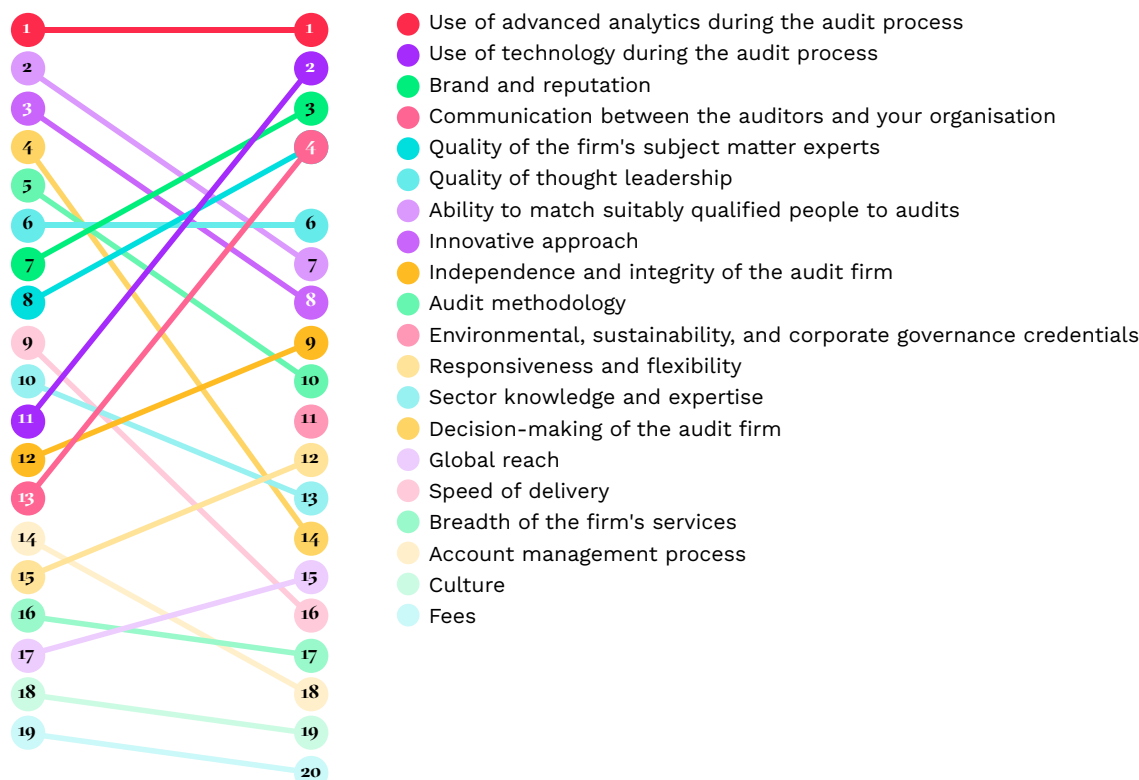 1
2
3
4
5
6
7
8
9
10
11
12
13
14
15
16
17
18
19
1
2
3
4
6
7
8
9
10
11
12
13
14
15
16
17
18
19
20
Use of advanced analytics during the audit process
Use of technology during the audit process
Brand and reputation
Communication between the auditors and your organisation
Quality of the firm's subject matter experts
Quality of thought leadership
Ability to match suitably qualified people to audits
Innovative approach
Independence and integrity of the audit firm
Audit methodology
Environmental, sustainability, and corporate governance credentials
Responsiveness and flexibility
Sector knowledge and expertise
Decision-making of the audit firm
Global reach
Speed of delivery
Breadth of the firm's services
Account management process
Culture
Fees